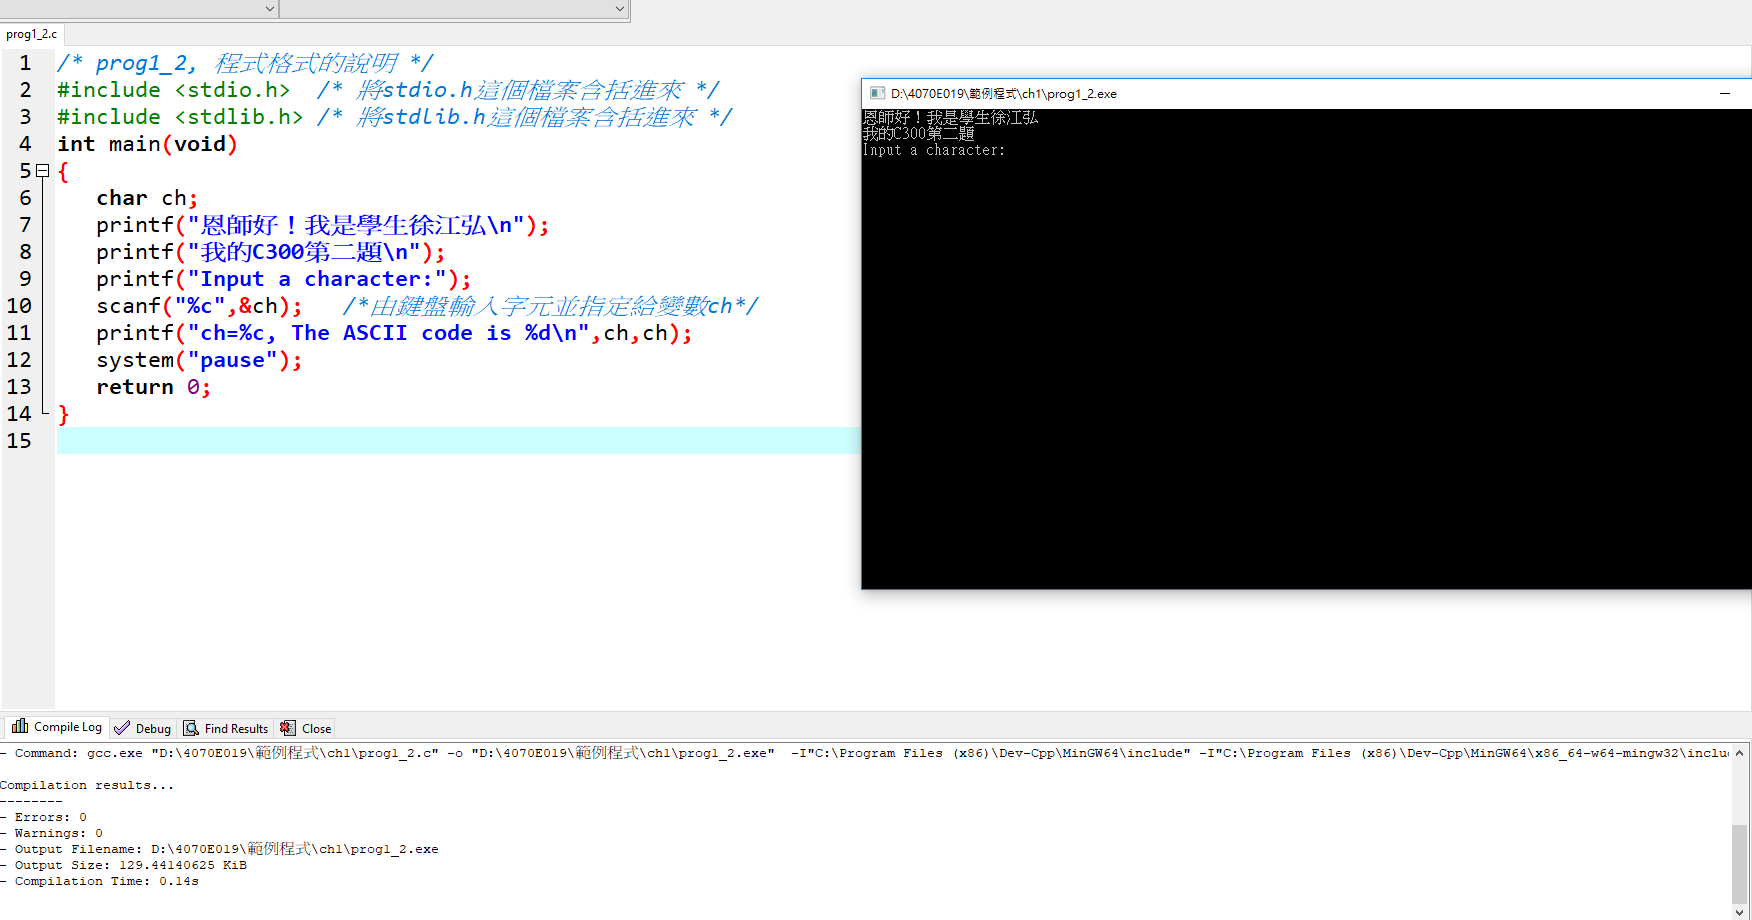 prog1_2.c
1 /* prog1_2, 程式格式的說明 */
2 #include <stdio.h>  /* 將stdio.h這個檔案含括進來 */
3 #include <stdlib.h> /* 將stdlib.h這個檔案含括進來 */
4 int main(void)
5 {
6    char ch;
7    printf("恩師好！我是學生徐江弘\n");
8    printf("我的C300第二題\n");
9    printf("Input a character:");
10    scanf("%c",&ch);   /*由鍵盤輸入字元並指定給變數ch*/
11    printf("ch=%c, The ASCII code is %d\n",ch,ch);
12    system("pause");
13    return 0;
14 }
15
D:\4070E019\範例程式\ch1\prog1_2.exe
恩師好！我是學生徐江弘
我的C300第二題
Input a character:
Compile Log Debug Find Results Close
- Command: gcc.exe "D:\4070E019\範例程式\ch1\prog1_2.c" -o "D:\4070E019\範例程式\ch1\prog1_2.exe"  -I"C:\Program Files (x86)\Dev-Cpp\MinGW64\include" -I"C:\Program Files (x86)\Dev-Cpp\MinGW64\x86_64-w64-mingw32\inclu
Compilation results...
--------
- Errors: 0
- Warnings: 0
- Output Filename: D:\4070E019\範例程式\ch1\prog1_2.exe
- Output Size: 129.44140625 KiB
- Compilation Time: 0.14s